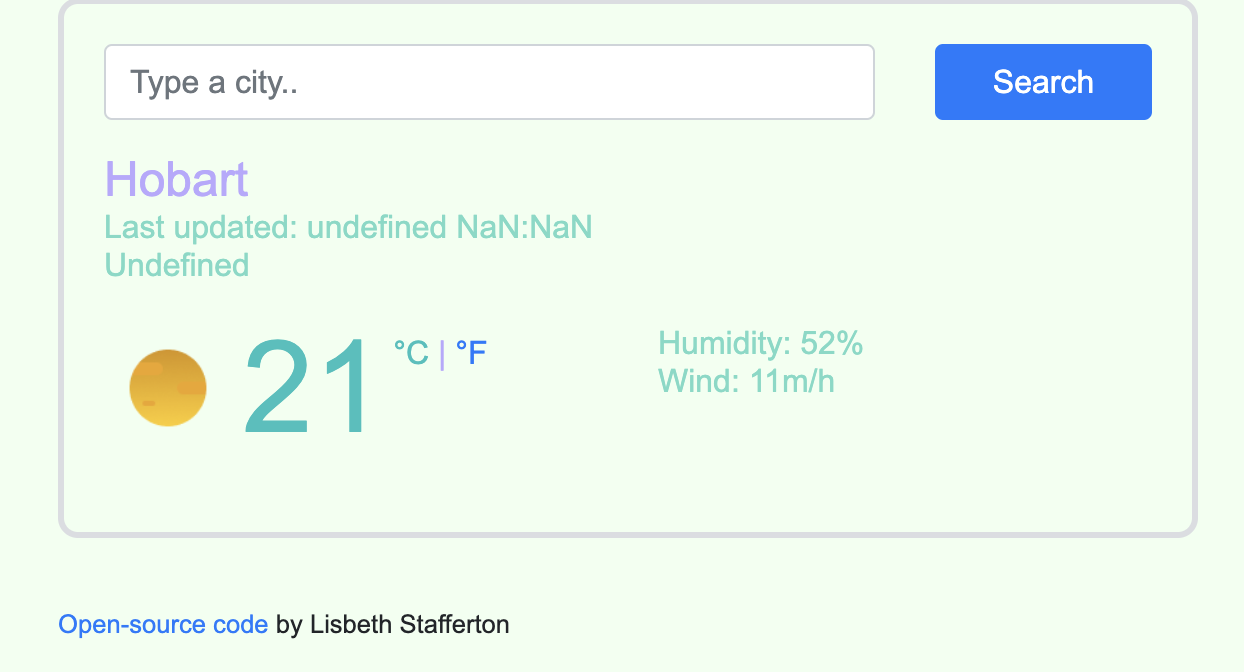 Type a city..
Search
Hobart
Last updated: undefined NaN:NaN
Undefined
21 °C | °F
Humidity: 52%
Wind: 11m/h
Open-source code by Lisbeth Stafferton